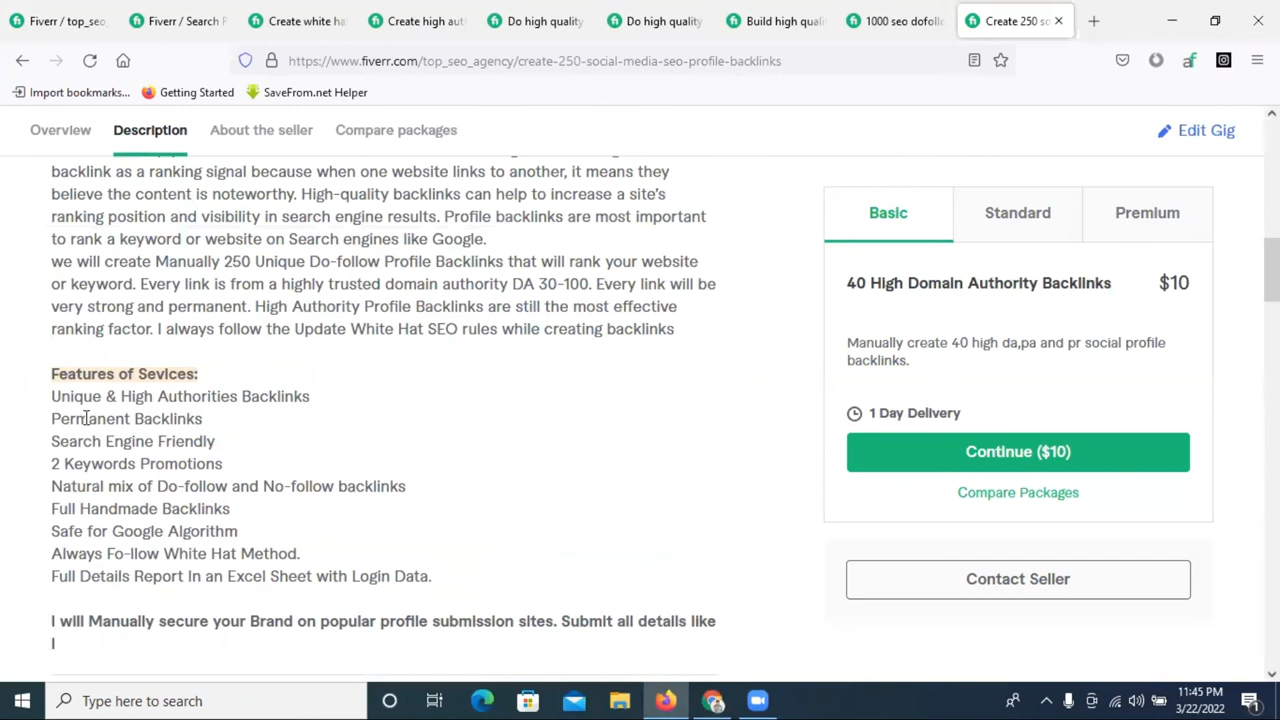 Fiverr / top_seo_
Fiverr / Search R
Create white ha
Create high aut
Do high quality
Do high quality
Build high quali
1000 seo dofollo
Create 250 so
https://www.fiverr.com/top_seo_agency/create-250-social-media-seo-profile-backlinks
Import bookmarks...
Getting Started
SaveFrom.net Helper
Overview
Description
About the seller
Compare packages
Edit Gig
backlink as a ranking signal because when one website links to another, it means they
believe the content is noteworthy. High-quality backlinks can help to increase a site's
ranking position and visibility in search engine results. Profile backlinks are most important
to rank a keyword or website on Search engines like Google.
we will create Manually 250 Unique Do-follow Profile Backlinks that will rank your website
or keyword. Every link is from a highly trusted domain authority DA 30-100. Every link will be
very strong and permanent. High Authority Profile Backlinks are still the most effective
ranking factor. I always follow the Update White Hat SEO rules while creating backlinks
Features of Sevices:
Unique & High Authorities Backlinks
Permanent Backlinks
Search Engine Friendly
2 Keywords Promotions
Natural mix of Do-follow and No-follow backlinks
Full Handmade Backlinks
Safe for Google Algorithm
Always Fo-llow White Hat Method.
Full Details Report In an Excel Sheet with Login Data.
I will Manually secure your Brand on popular profile submission sites. Submit all details like
l
Basic
Standard
Premium
40 High Domain Authority Backlinks
$10
Manually create 40 high da,pa and pr social profile
backlinks.
1 Day Delivery
Continue ($10)
Compare Packages
Contact Seller
Type here to search
11:45 PM
3/22/2022
1